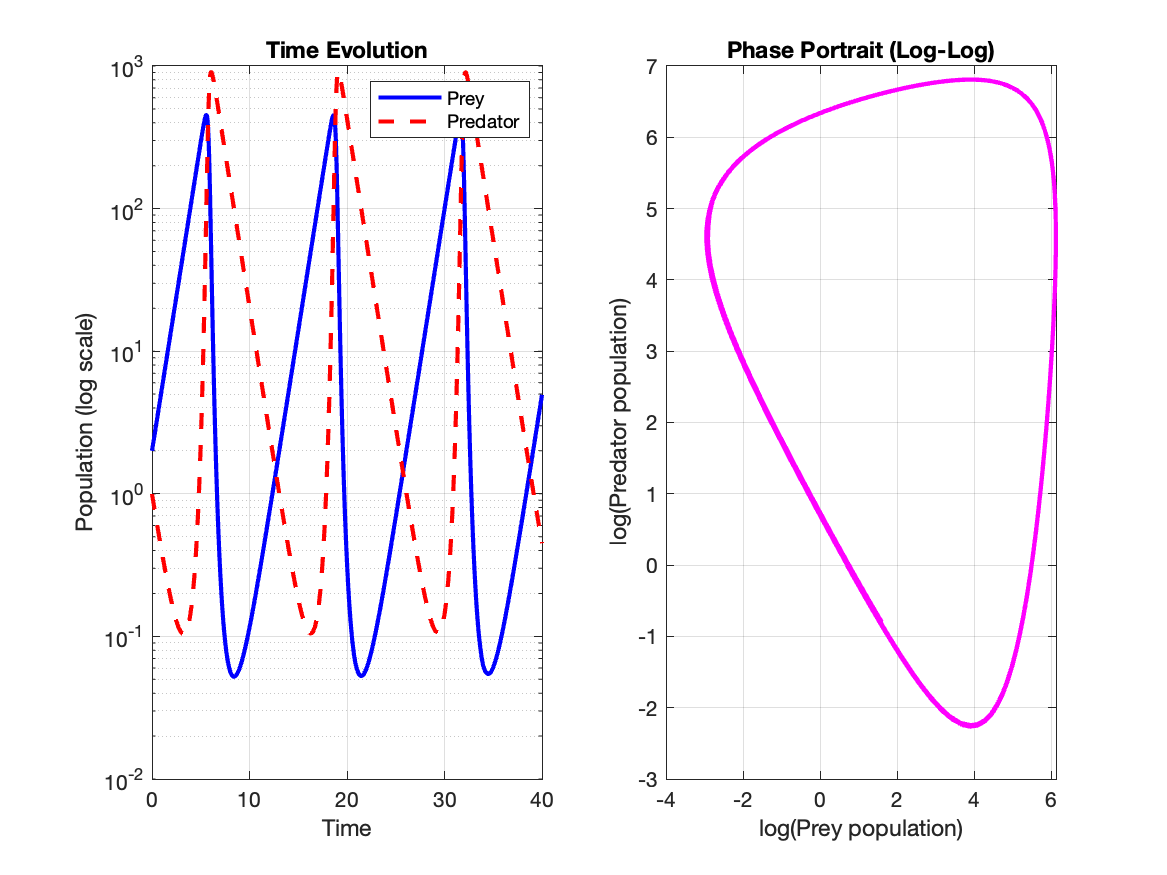 Time Evolution
Population (log scale)
10^3
10^2
10^1
10^0
10^-1
10^-2
0 10 20 30 40
Time
Prey
Predator
Phase Portrait (Log-Log)
log(Predator population)
7
6
5
4
3
2
1
0
-1
-2
-3
-4 -2 0 2 4 6
log(Prey population)